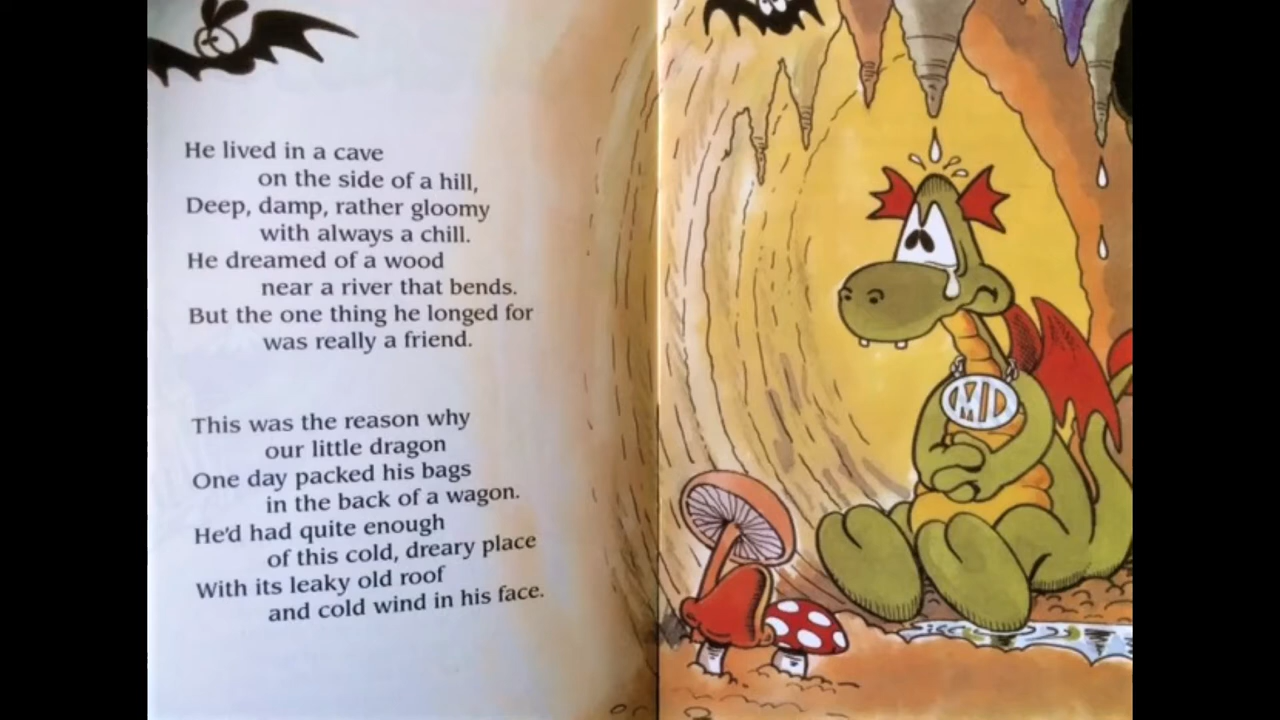 He lived in a cave
on the side of a hill,
Deep, damp, rather gloomy
with always a chill.
He dreamed of a wood
near a river that bends.
But the one thing he longed for
was really a friend.
This was the reason why
our little dragon
One day packed his bags
in the back of a wagon.
He'd had quite enough
of this cold, dreary place
With its leaky old roof
and cold wind in his face.
MD